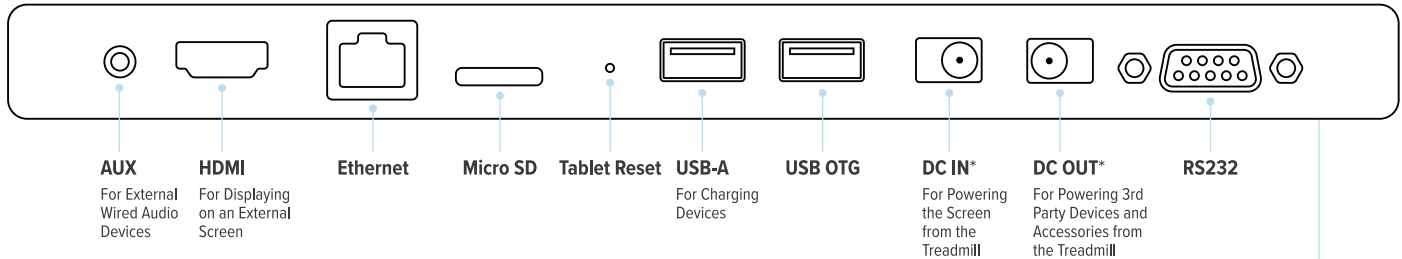 AUX
For External
Wired Audio
Devices
HDMI
For Displaying
on an External
Screen
Ethernet
Micro SD
Tablet Reset
USB-A
For Charging
Devices
USB OTG
DC IN*
For Powering
the Screen
from the
Treadmill
DC OUT*
For Powering 3rd
Party Devices and
Accessories from
the Treadmill
RS232